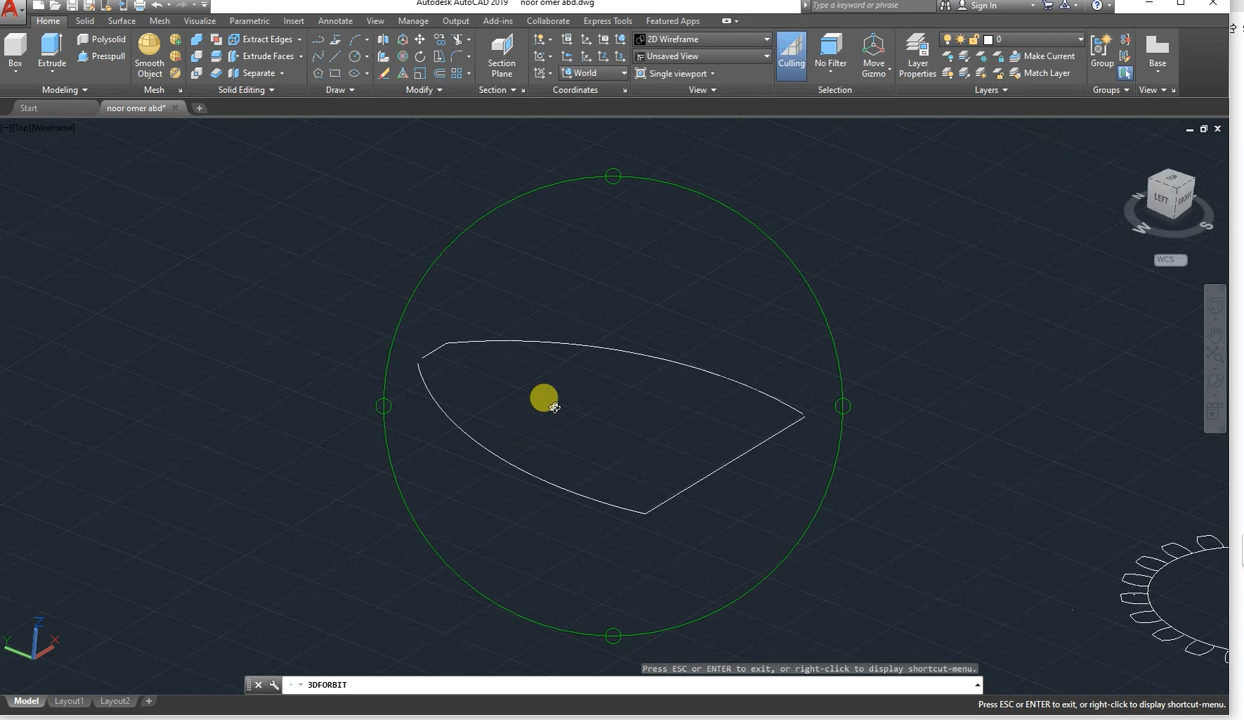 Autodesk AutoCAD 2019 noor omer abd.dwg
Type a keyword or phrase
Sign In
Home Solid Surface Mesh Visualize Parametric Insert Annotate View Manage Output Add-ins Collaborate Express Tools Featured Apps
Box
Extrude
Polysolid
Presspull
Smooth
Object
Extract Edges
Extrude Faces
Separate
Section
Plane
World
2D Wireframe
Unsaved View
Single viewport
Culling
No Filter
Move
Gizmo
Layer
Properties
0
Make Current
Match Layer
Group
Base
Modeling Mesh Solid Editing Draw Modify Section Coordinates View Selection Layers Groups View
Start noor omer abd*
[−][Top][Wireframe]
TOP
LEFT
FRONT
N
W
S
WCS
Z
Y
X
Press ESC or ENTER to exit, or right-click to display shortcut-menu.
3DFORBIT
Model Layout1 Layout2
Press ESC or ENTER to exit, or right-click to display shortcut-menu.